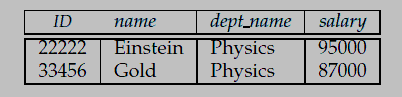 ID name dept_name salary
22222 Einstein Physics 95000
33456 Gold Physics 87000